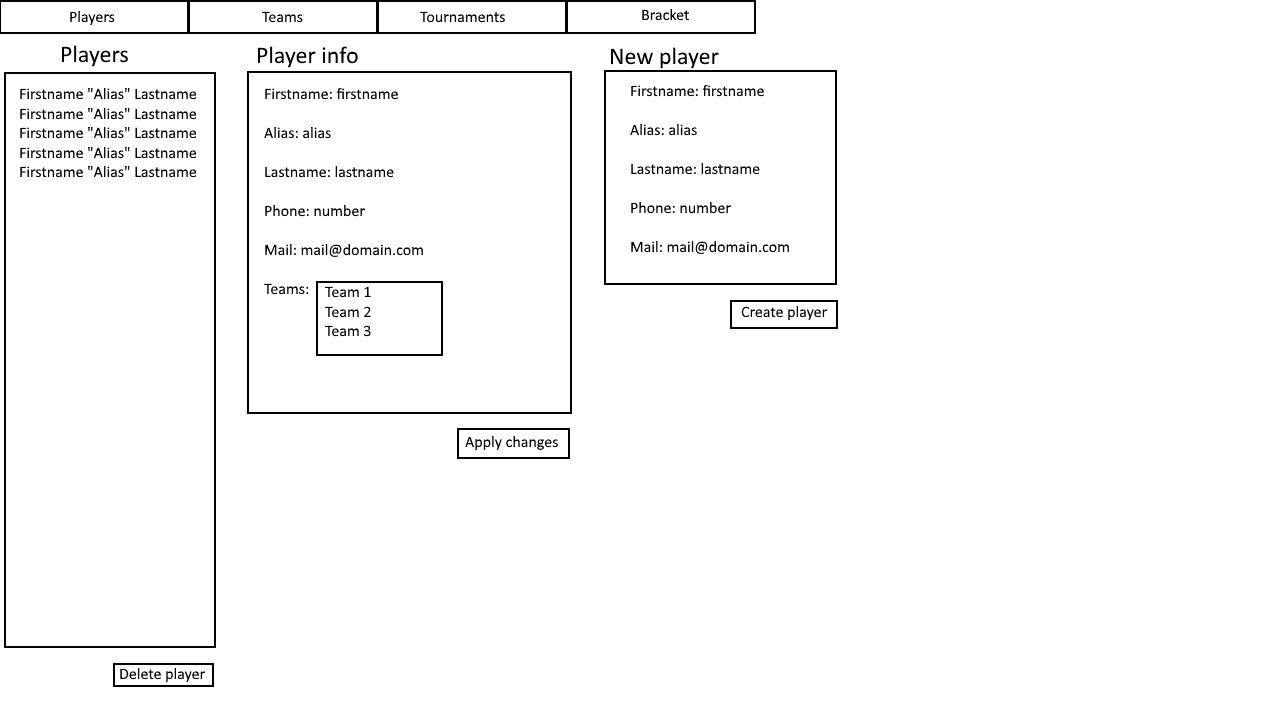 Players
Teams
Tournaments
Bracket
Players
Firstname "Alias" Lastname
Firstname "Alias" Lastname
Firstname "Alias" Lastname
Firstname "Alias" Lastname
Firstname "Alias" Lastname
Delete player
Player info
Firstname: firstname
Alias: alias
Lastname: lastname
Phone: number
Mail: mail@domain.com
Teams:
Team 1
Team 2
Team 3
Apply changes
New player
Firstname: firstname
Alias: alias
Lastname: lastname
Phone: number
Mail: mail@domain.com
Create player